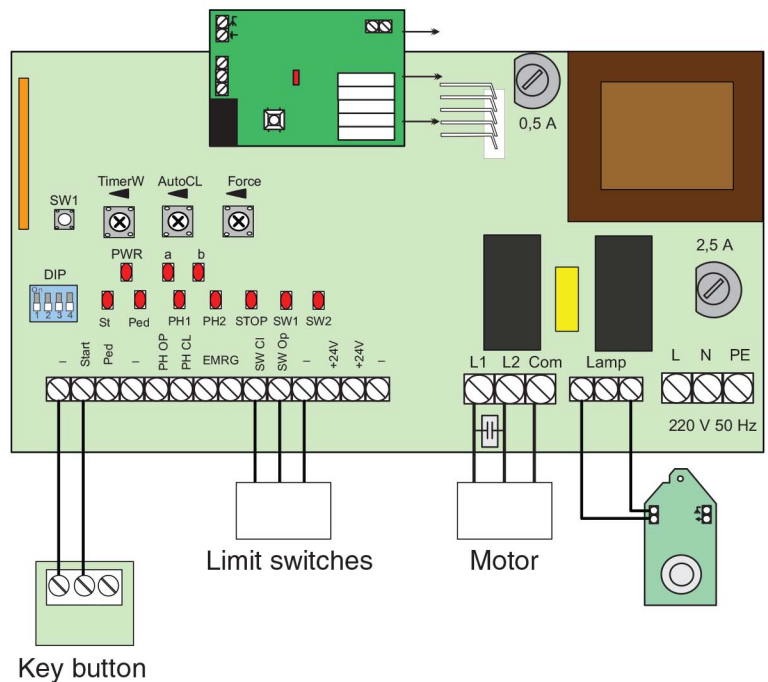 0,5 A
TimerW AutoCL Force
SW1
PWR a b
2,5 A
DIP
On
1 2 3 4
St Ped PH1 PH2 STOP SW1 SW2
– Start Ped – PH OP PH CL EMRG SW Cl SW Op – +24V +24V –
L1 L2 Com Lamp L N PE
220 V 50 Hz
Limit switches
Motor
Key button